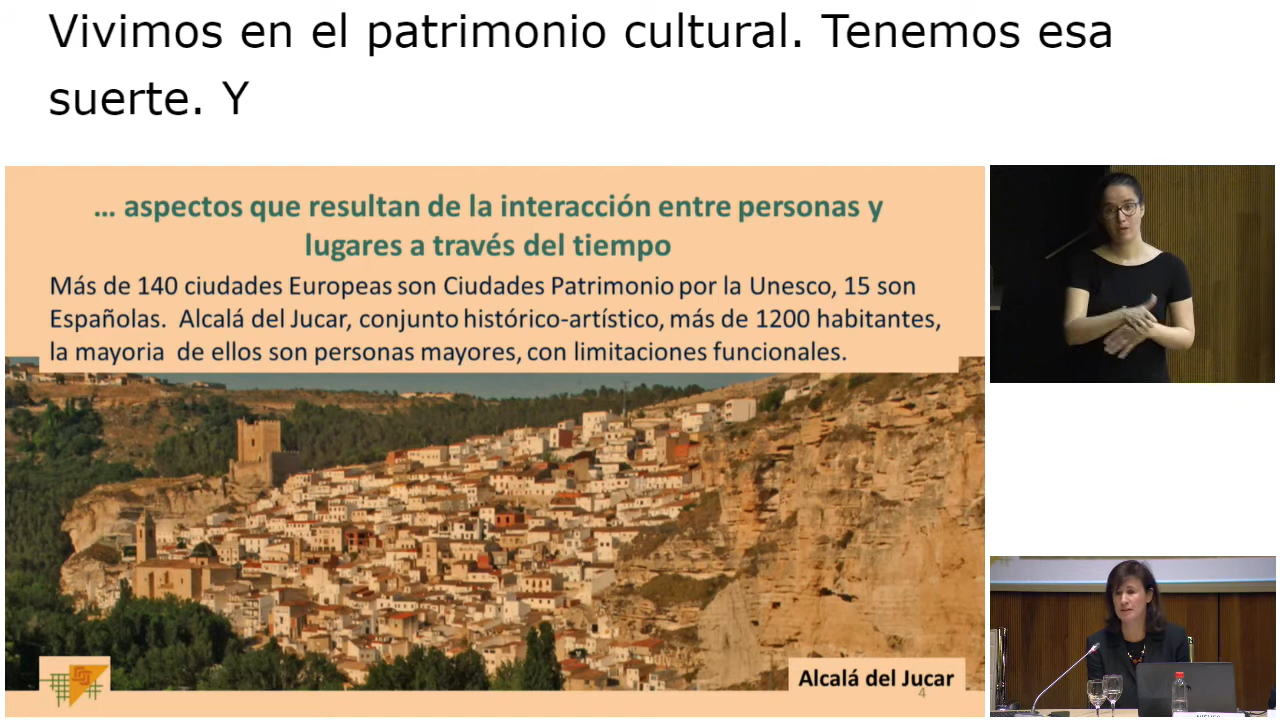 Vivimos en el patrimonio cultural. Tenemos esa
suerte. Y
... aspectos que resultan de la interacción entre personas y
lugares a través del tiempo
Más de 140 ciudades Europeas son Ciudades Patrimonio por la Unesco, 15 son
Españolas. Alcalá del Jucar, conjunto histórico-artístico, más de 1200 habitantes,
la mayoria de ellos son personas mayores, con limitaciones funcionales.
Alcalá del Jucar
4